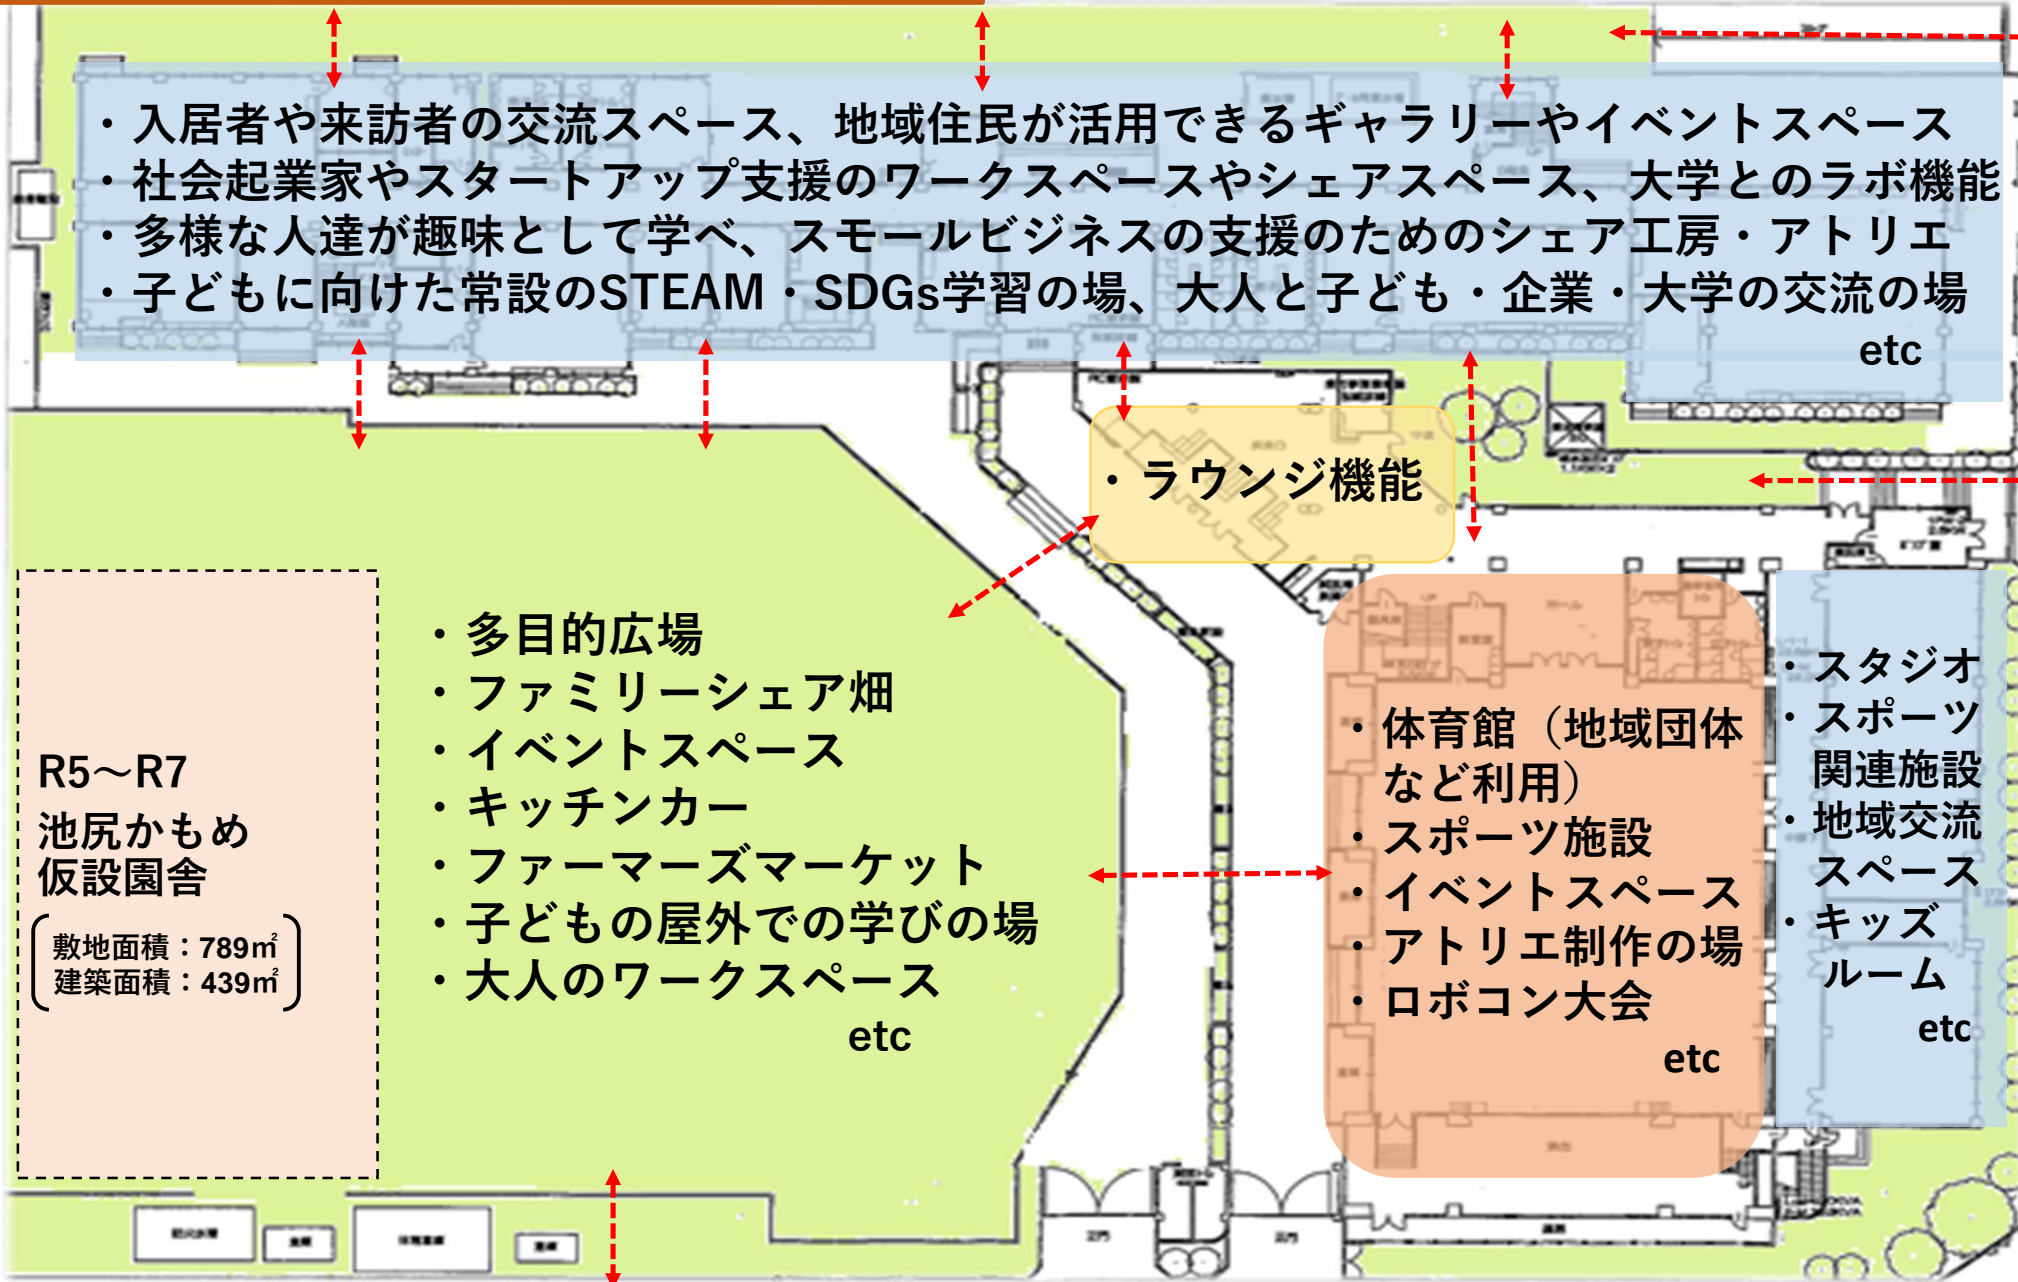 ・入居者や来訪者の交流スペース、地域住民が活用できるギャラリーやイベントスペース
・社会起業家やスタートアップ支援のワークスペースやシェアスペース、大学とのラボ機能
・多様な人達が趣味として学べ、スモールビジネスの支援のためのシェア工房・アトリエ
・子どもに向けた常設のSTEAM・SDGs学習の場、大人と子ども・企業・大学の交流の場
etc
・ラウンジ機能
R5～R7
池尻かもめ
仮設園舎
敷地面積：789㎡
建築面積：439㎡
・多目的広場
・ファミリーシェア畑
・イベントスペース
・キッチンカー
・ファーマーズマーケット
・子どもの屋外での学びの場
・大人のワークスペース
etc
・体育館（地域団体
など利用）
・スポーツ施設
・イベントスペース
・アトリエ制作の場
・ロボコン大会
etc
・スタジオ
・スポーツ
関連施設
・地域交流
スペース
・キッズ
ルーム
etc